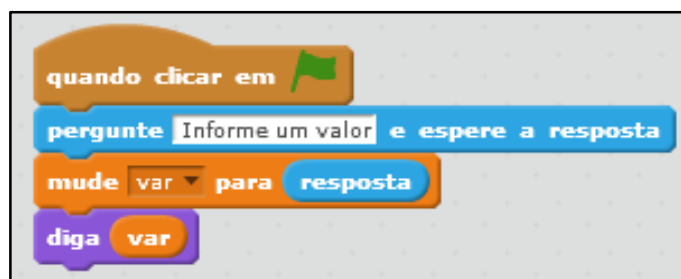 quando clicar em
pergunte Informe um valor e espere a resposta
mude var para resposta
diga var